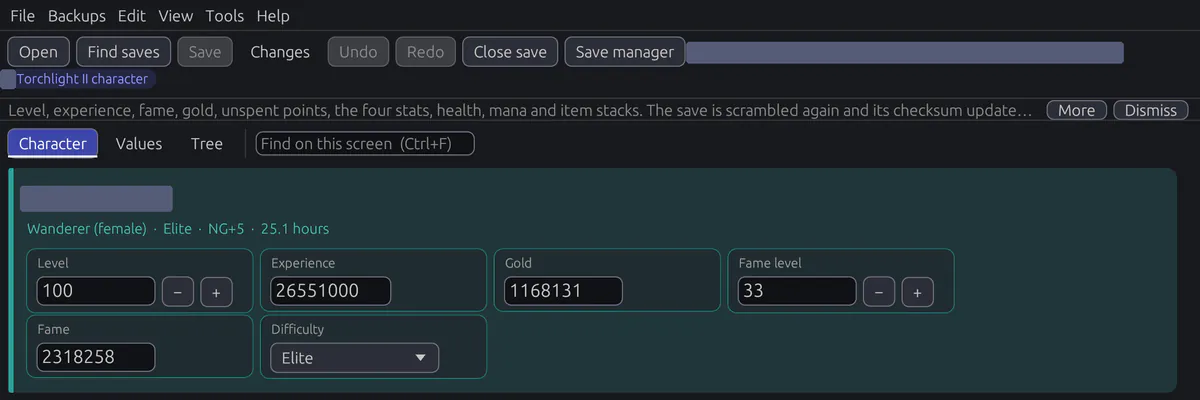 File Backups Edit View Tools Help
Open Find saves Save Changes Undo Redo Close save Save manager
Torchlight II character
Level, experience, fame, gold, unspent points, the four stats, health, mana and item stacks. The save is scrambled again and its checksum update… More Dismiss
Character Values Tree Find on this screen (Ctrl+F)
Wanderer (female) · Elite · NG+5 · 25.1 hours
Level Experience Gold Fame level
100 − + 26551000 1168131 33 − +
Fame Difficulty
2318258 Elite